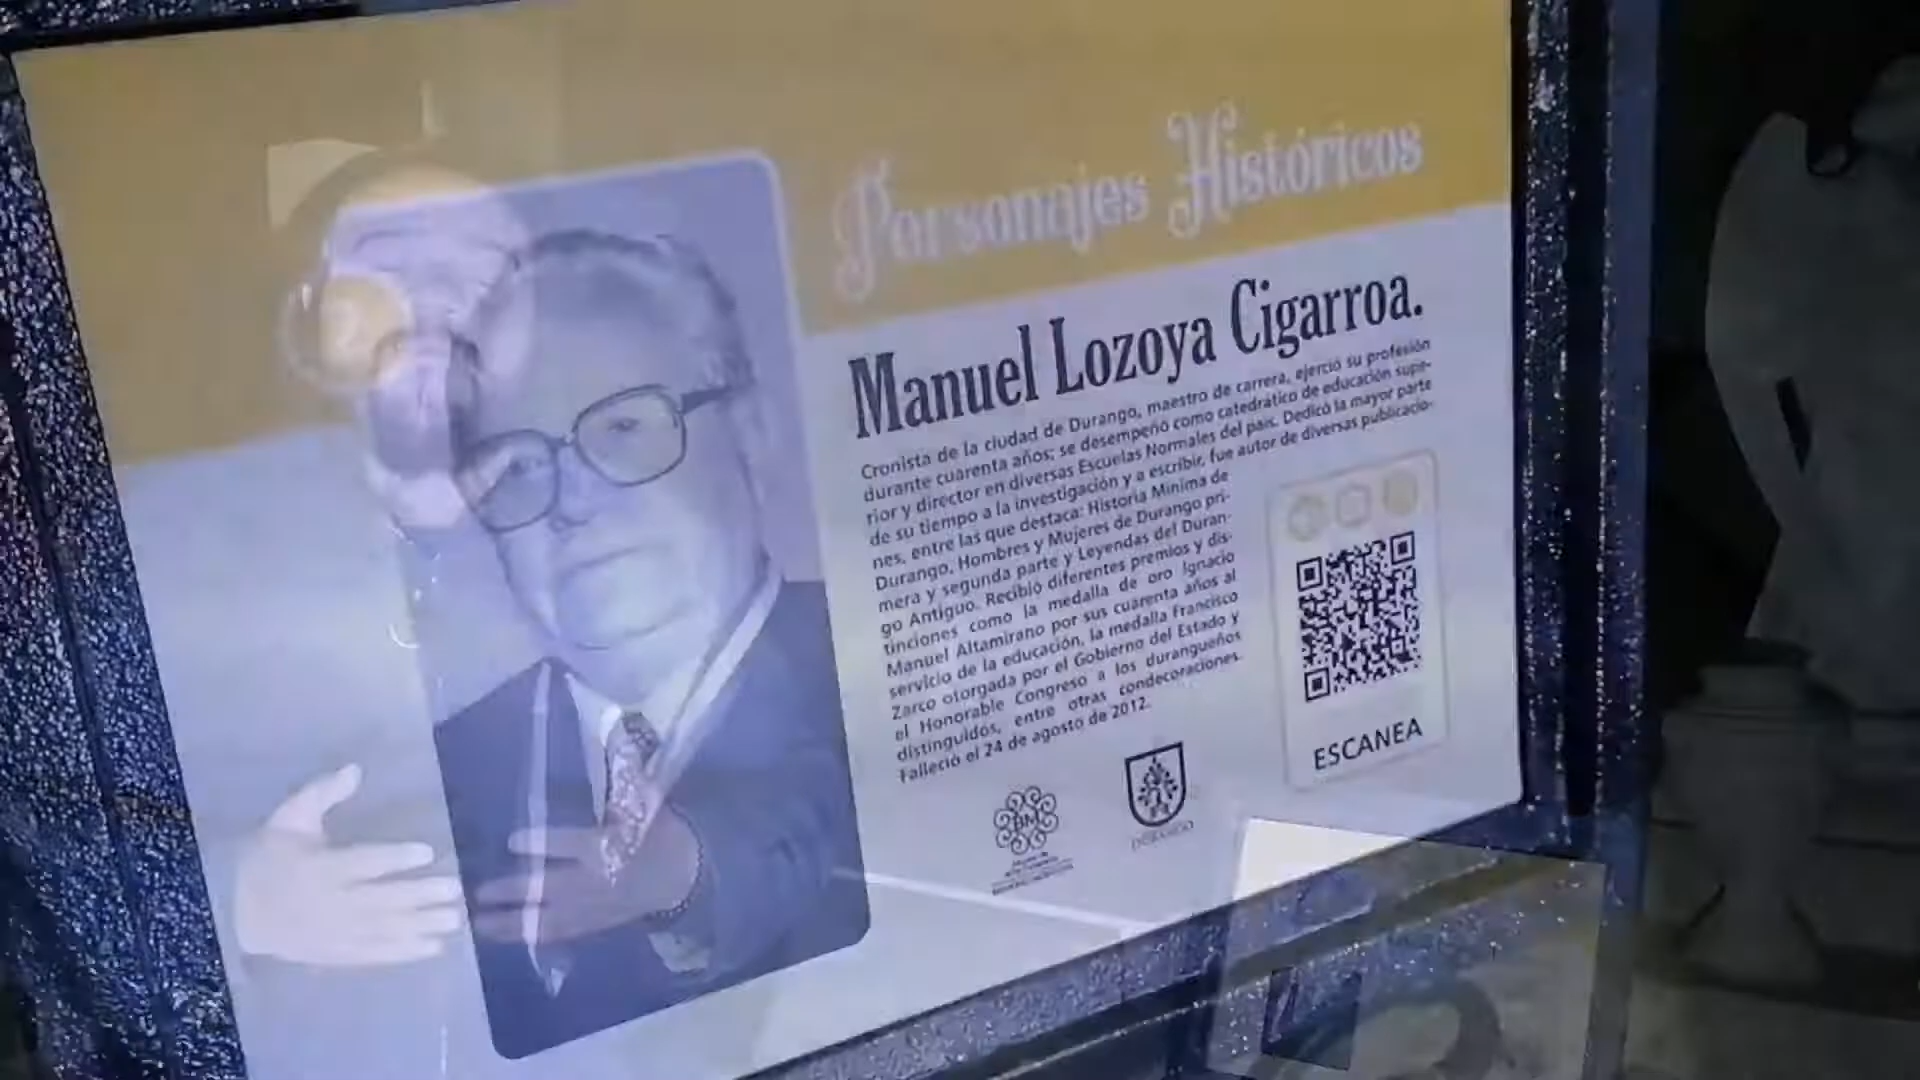 Personajes Históricos
Manuel Lozoya Cigarroa.
Cronista de la ciudad de Durango, maestro de carrera, ejerció su profesión
durante cuarenta años; se desempeñó como catedrático de educación supe-
rior y director en diversas Escuelas Normales del país. Dedicó la mayor parte
de su tiempo a la investigación y a escribir, fue autor de diversas publicacio-
nes, entre las que destaca: Historia Mínima de
Durango, Hombres y Mujeres de Durango pri-
mera y segunda parte y Leyendas del Duran-
go Antiguo. Recibió diferentes premios y dis-
tinciones como la medalla de oro Ignacio
Manuel Altamirano por sus cuarenta años al
servicio de la educación, la medalla Francisco
Zarco otorgada por el Gobierno del Estado y
el Honorable Congreso a los durangueños
distinguidos, entre otras condecoraciones.
Falleció el 24 de agosto de 2012.
ESCANEA
BM
DURANGO